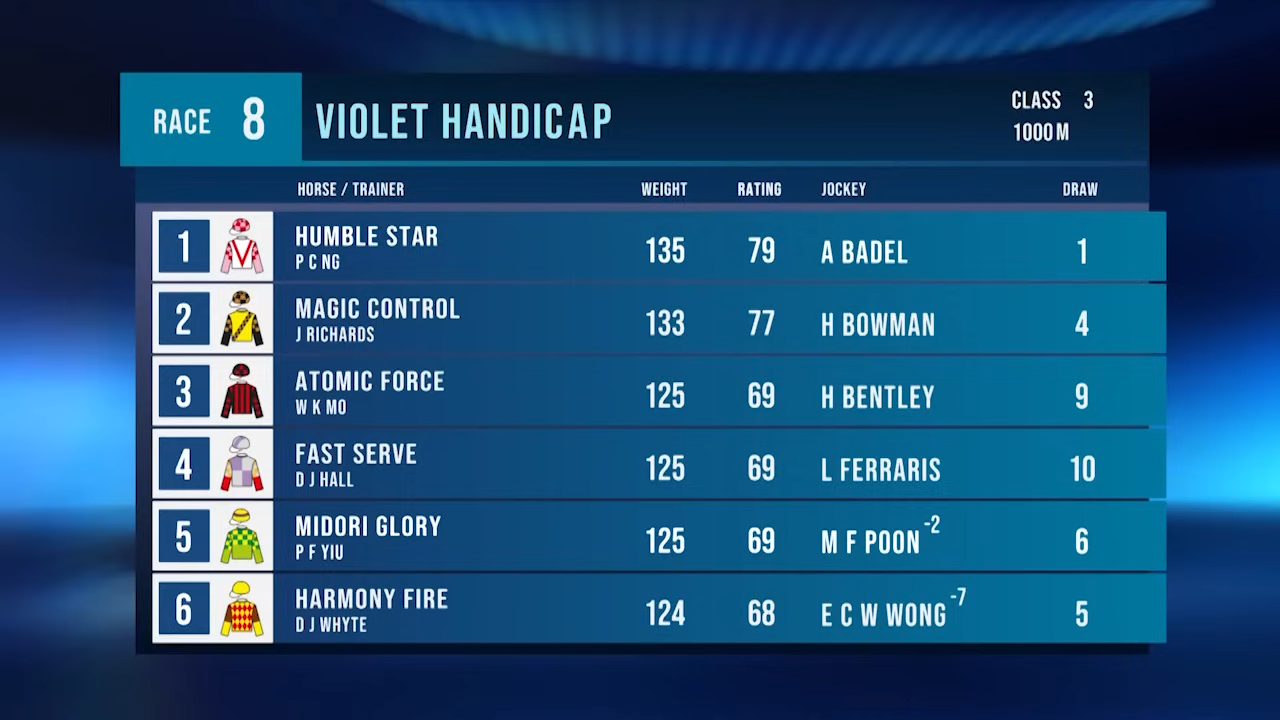 RACE 8 VIOLET HANDICAP
CLASS 3
1000M
HORSE / TRAINER WEIGHT RATING JOCKEY DRAW
1 HUMBLE STAR 135 79 A BADEL 1
P C NG
2 MAGIC CONTROL 133 77 H BOWMAN 4
J RICHARDS
3 ATOMIC FORCE 125 69 H BENTLEY 9
W K MO
4 FAST SERVE 125 69 L FERRARIS 10
D J HALL
5 MIDORI GLORY 125 69 M F POON -2 6
P F YIU
6 HARMONY FIRE 124 68 E C W WONG -7 5
D J WHYTE